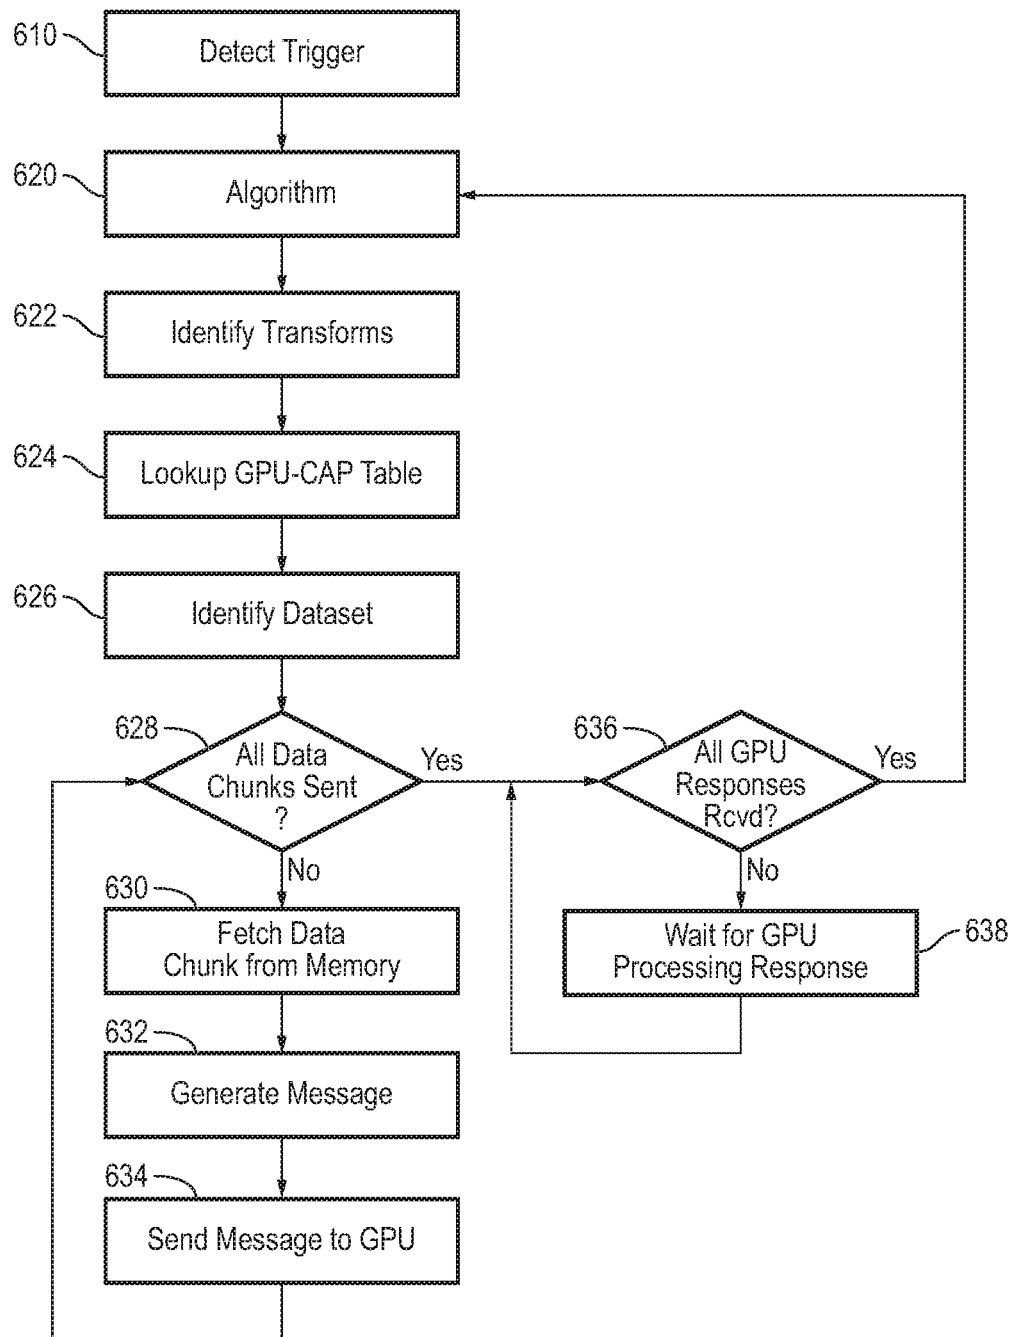 610
Detect Trigger
620
Algorithm
622
Identify Transforms
624
Lookup GPU-CAP Table
626
Identify Dataset
628
All Data
Chunks Sent
?
Yes
No
636
All GPU
Responses
Rcvd?
Yes
No
630
Fetch Data
Chunk from Memory
Wait for GPU
Processing Response
638
632
Generate Message
634
Send Message to GPU